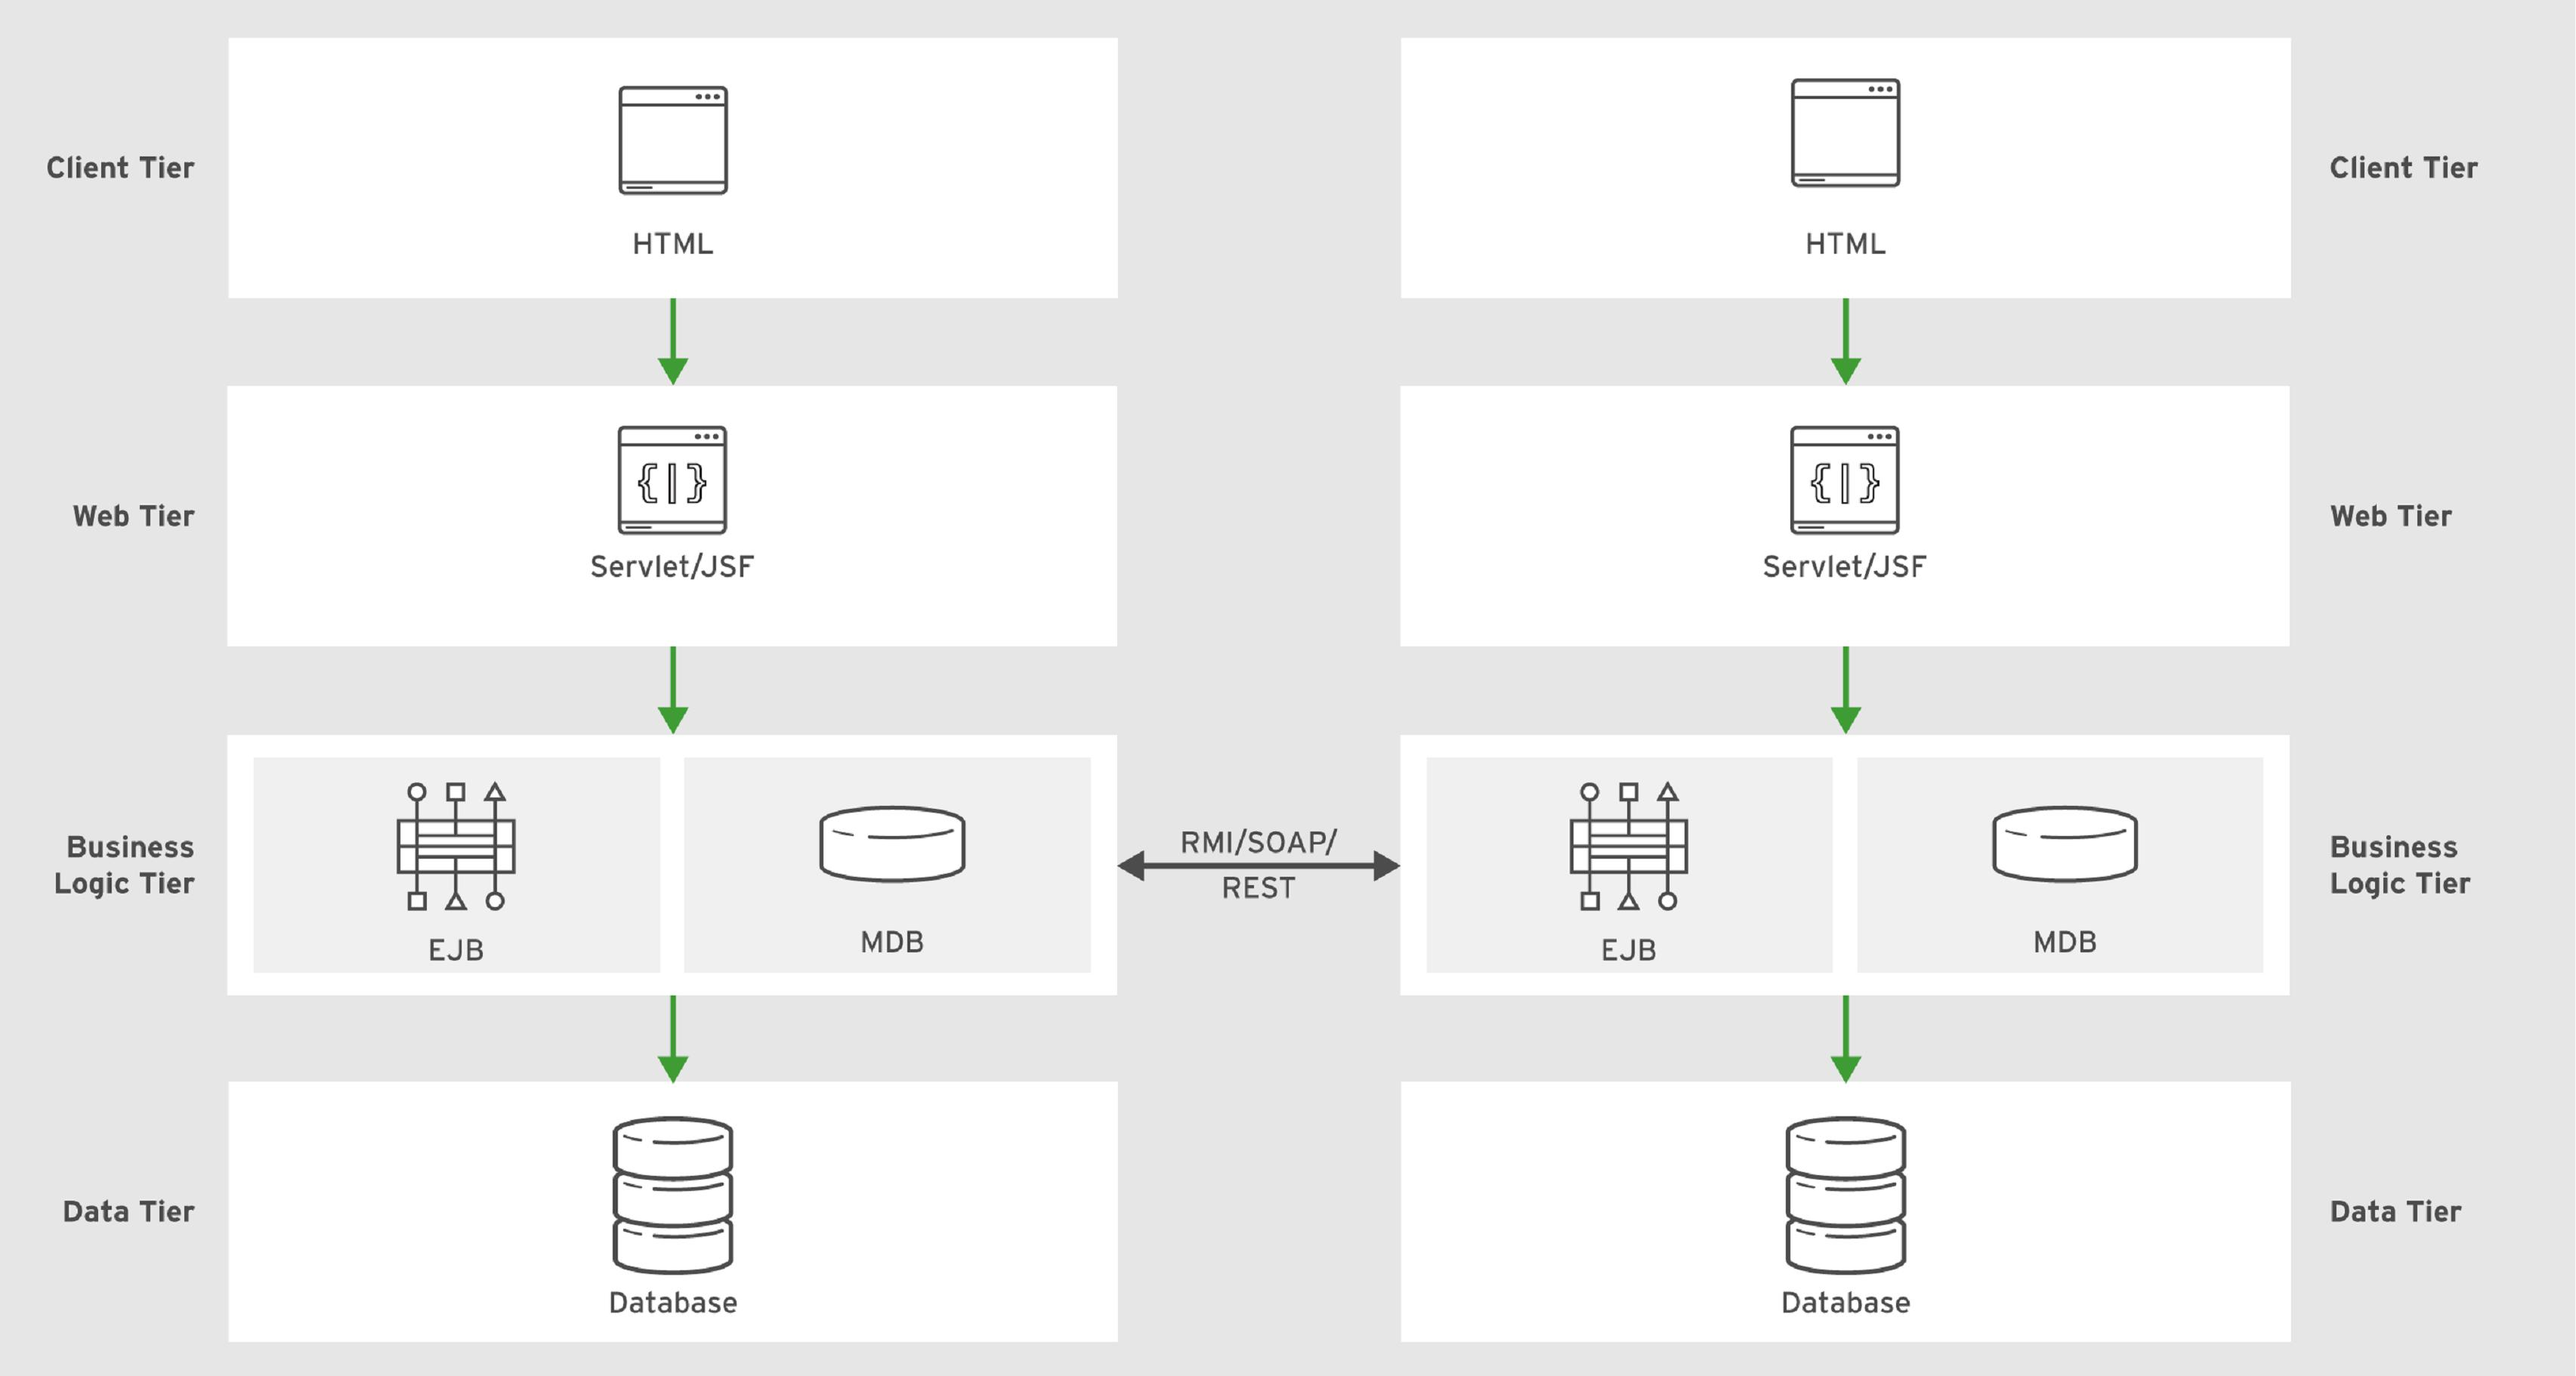 Client Tier
HTML
HTML
Client Tier
Web Tier
Servlet/JSF
Servlet/JSF
Web Tier
Business
Logic Tier
EJB
MDB
RMI/SOAP/
REST
EJB
MDB
Business
Logic Tier
Data Tier
Database
Database
Data Tier